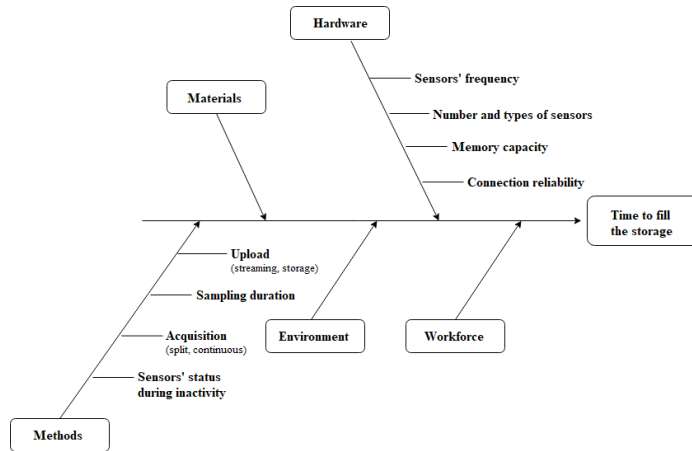 Hardware
Sensors' frequency
Materials
Number and types of sensors
Memory capacity
Connection reliability
Time to fill
the storage
Upload
(streaming, storage)
Sampling duration
Acquisition
(split, continuous)
Environment
Workforce
Sensors' status
during inactivity
Methods